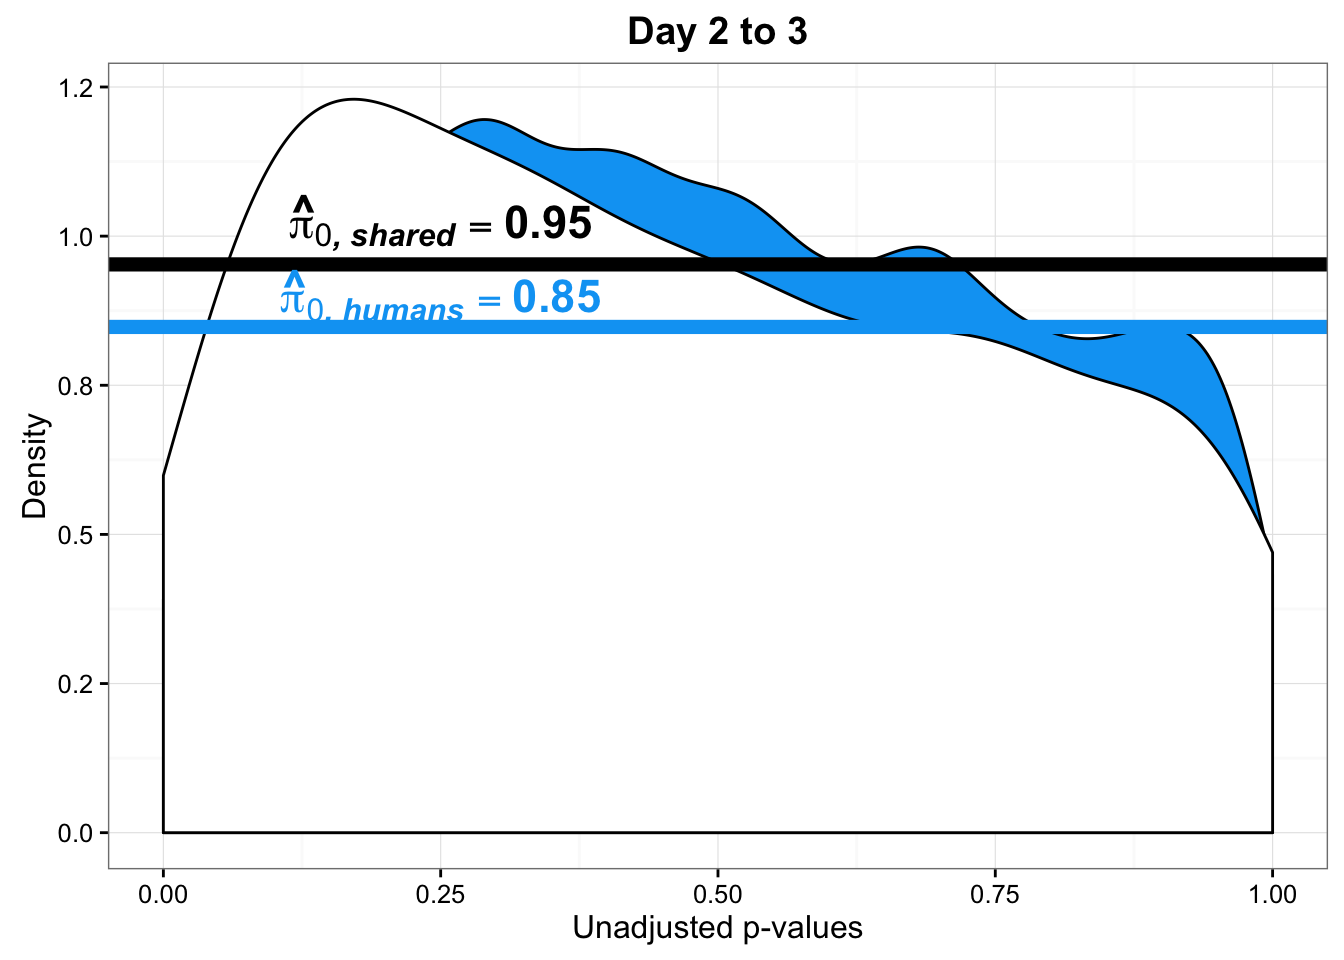 Day 2 to 3
1.2
1.0
0.8
0.5
0.2
0.0
Density
π̂0, shared = 0.95
π̂0, humans = 0.85
0.00 0.25 0.50 0.75 1.00
Unadjusted p-values